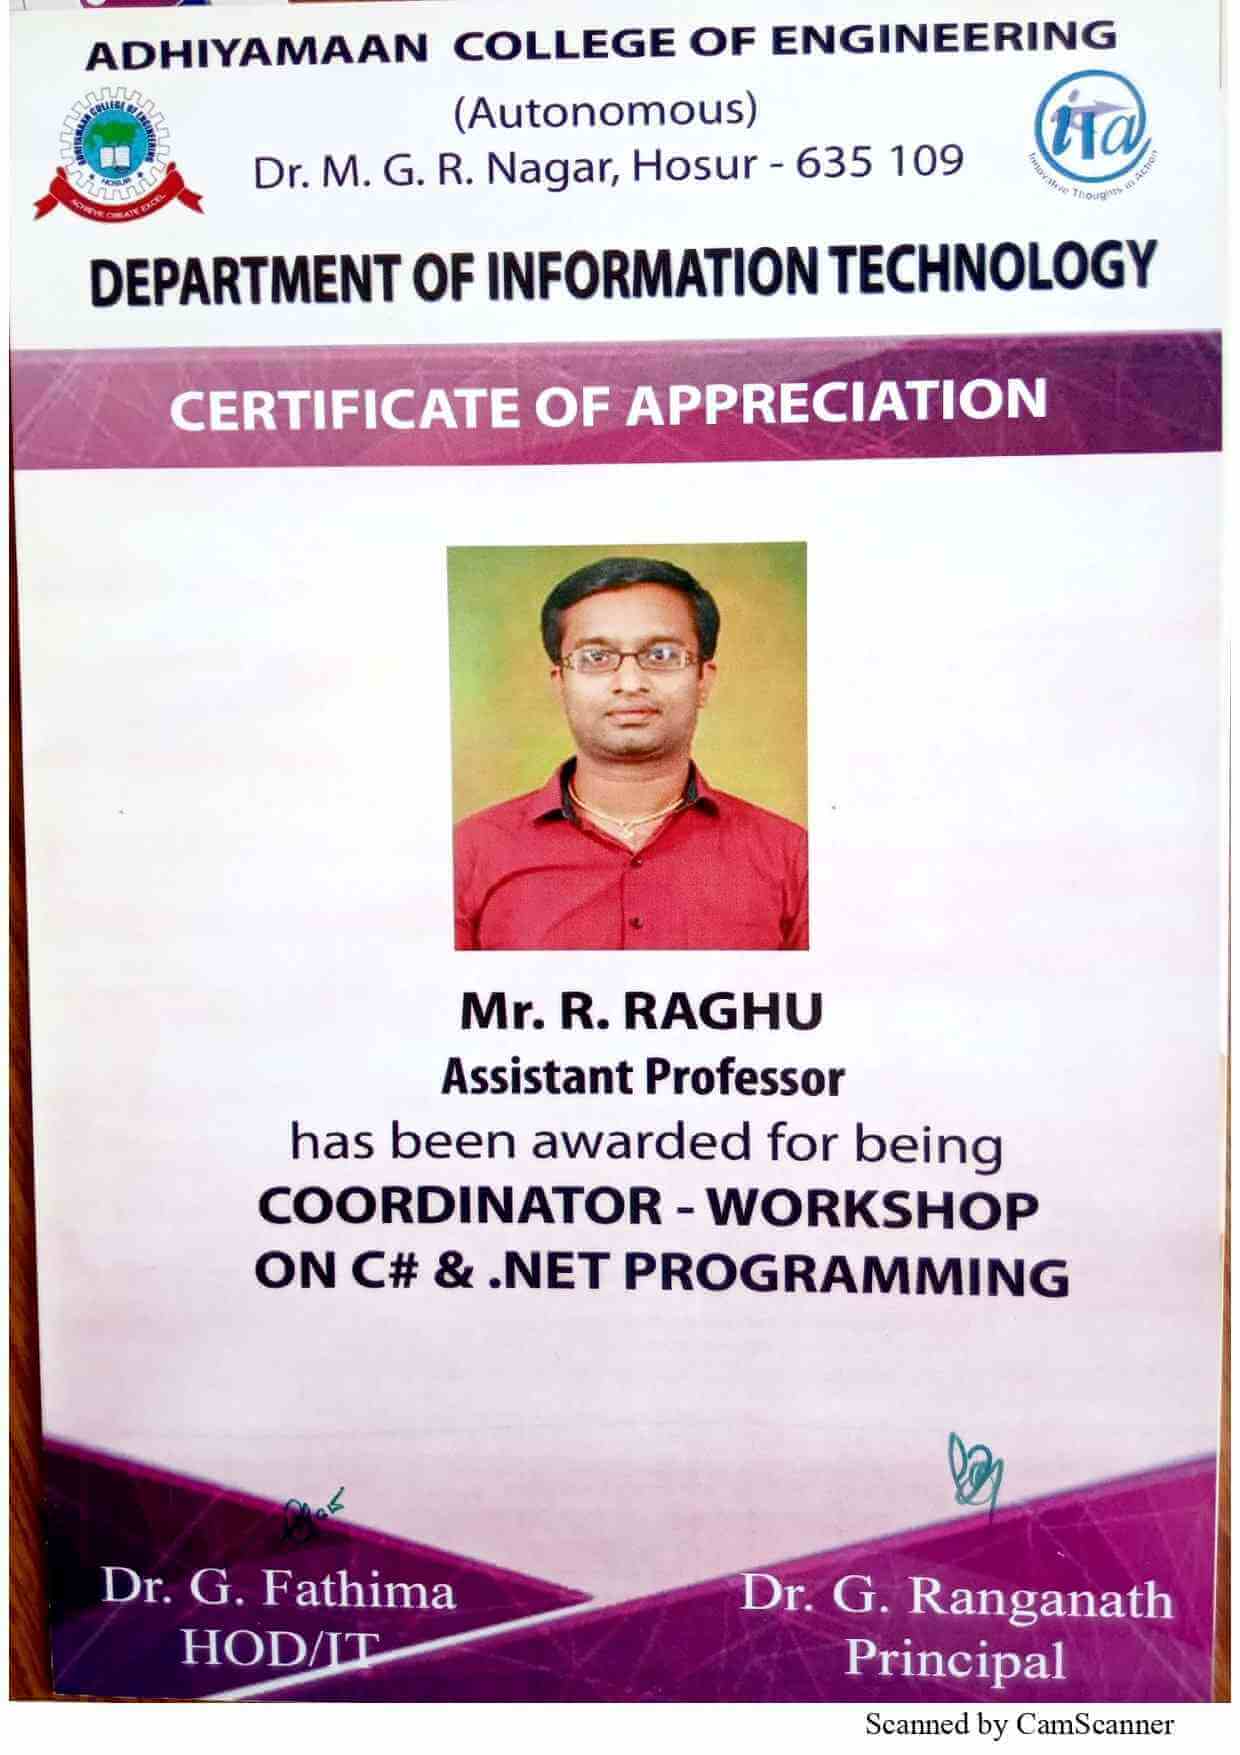 ADHIYAMAAN COLLEGE OF ENGINEERING
(Autonomous)
Dr. M. G. R. Nagar, Hosur - 635 109
ADHIYAMAAN COLLEGE OF ENGINEERING
HOSUR
ACHIEVE CREATE EXCEL
iTa
Innovative Thoughts in Action
DEPARTMENT OF INFORMATION TECHNOLOGY
CERTIFICATE OF APPRECIATION
Mr. R. RAGHU
Assistant Professor
has been awarded for being
COORDINATOR - WORKSHOP
ON C# & .NET PROGRAMMING
Dr. G. Fathima
HOD/IT
Dr. G. Ranganath
Principal
Scanned by CamScanner